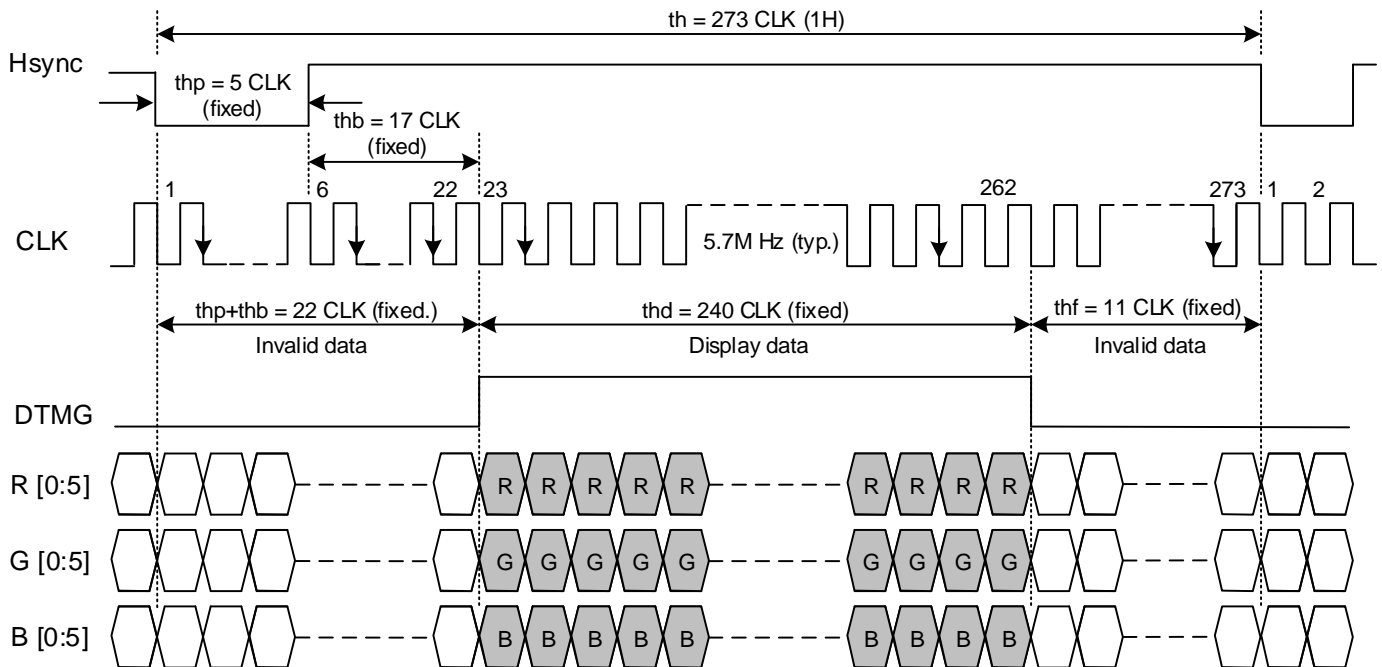 th = 273 CLK (1H)
Hsync
thp = 5 CLK
(fixed)
thb = 17 CLK
(fixed)
1 6 22 23 262 273 1 2
CLK
5.7M Hz (typ.)
thp+thb = 22 CLK (fixed.)
thd = 240 CLK (fixed)
thf = 11 CLK (fixed)
Invalid data
Display data
Invalid data
DTMG
R [0:5] R R R R R R R R R
G [0:5] G G G G G G G G G
B [0:5] B B B B B B B B B